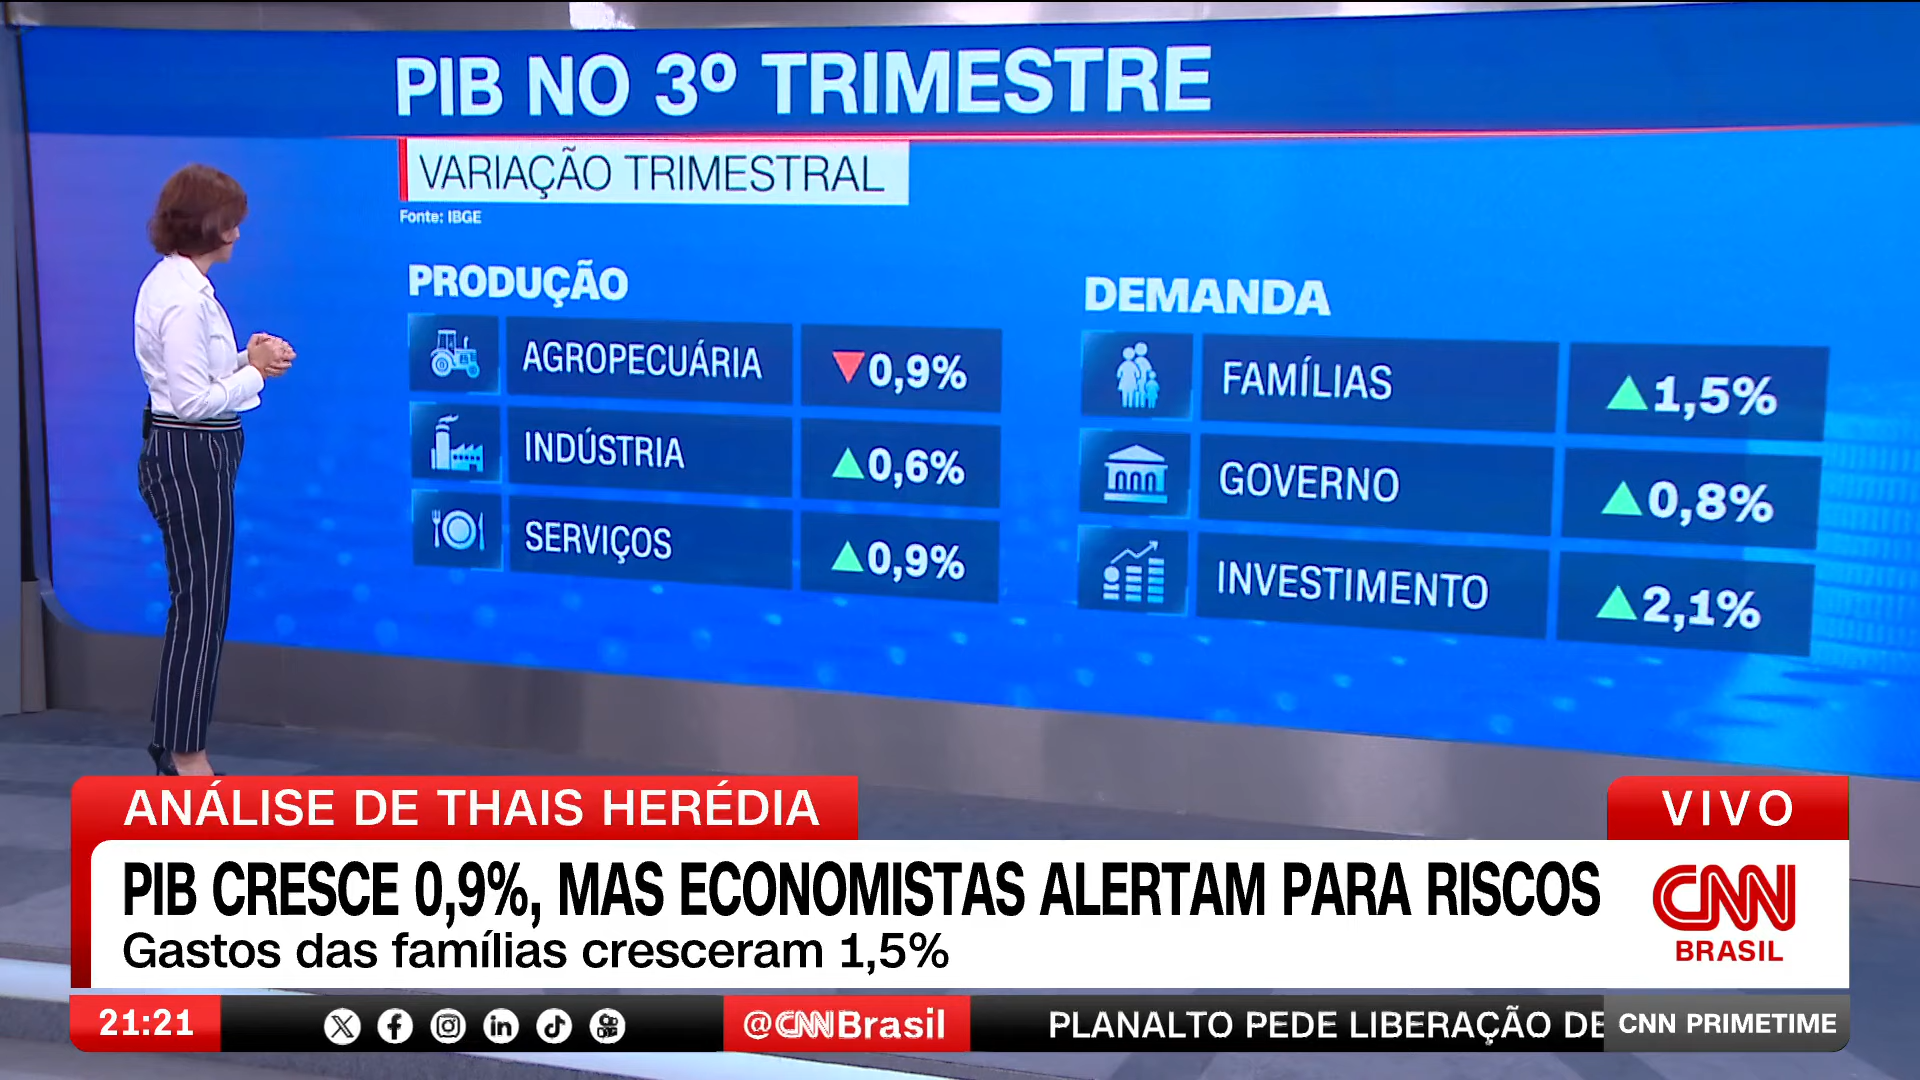 PIB NO 3º TRIMESTRE
VARIAÇÃO TRIMESTRAL
Fonte: IBGE
PRODUÇÃO
AGROPECUÁRIA 0,9%
INDÚSTRIA 0,6%
SERVIÇOS 0,9%
DEMANDA
FAMÍLIAS 1,5%
GOVERNO 0,8%
INVESTIMENTO 2,1%
ANÁLISE DE THAIS HERÉDIA
VIVO
PIB CRESCE 0,9%, MAS ECONOMISTAS ALERTAM PARA RISCOS
Gastos das famílias cresceram 1,5%
CNN
BRASIL
21:21
@CNNBrasil
PLANALTO PEDE LIBERAÇÃO DE
CNN PRIMETIME